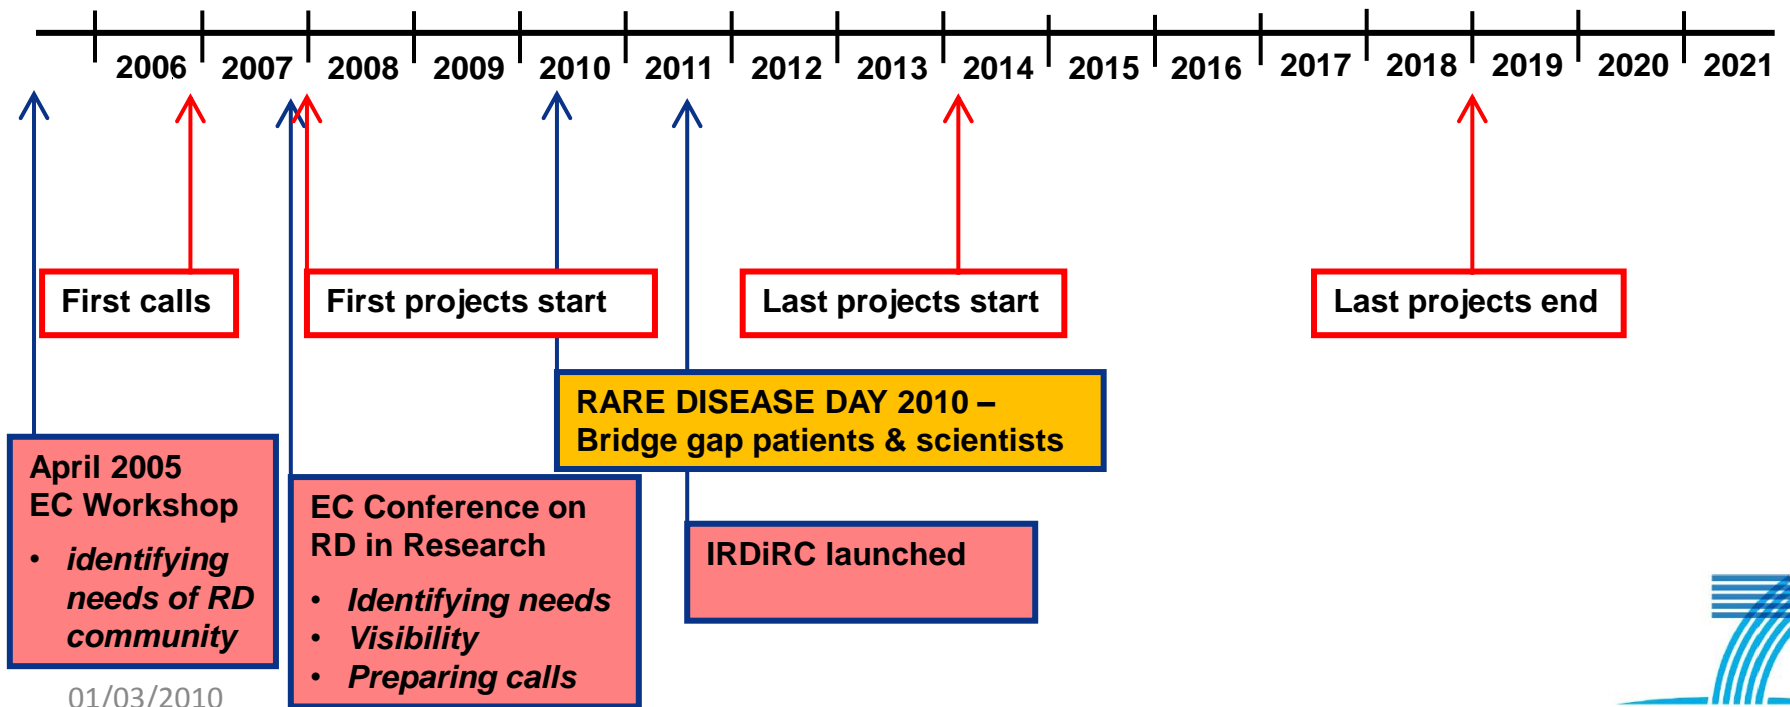 2006 2007 2008 2009 2010 2011 2012 2013 2014 2015 2016 2017 2018 2019 2020 2021
First calls
First projects start
Last projects start
Last projects end
RARE DISEASE DAY 2010 –
Bridge gap patients & scientists
April 2005
EC Workshop
• identifying
needs of RD
community
EC Conference on
RD in Research
• Identifying needs
• Visibility
• Preparing calls
IRDiRC launched
01/03/2010